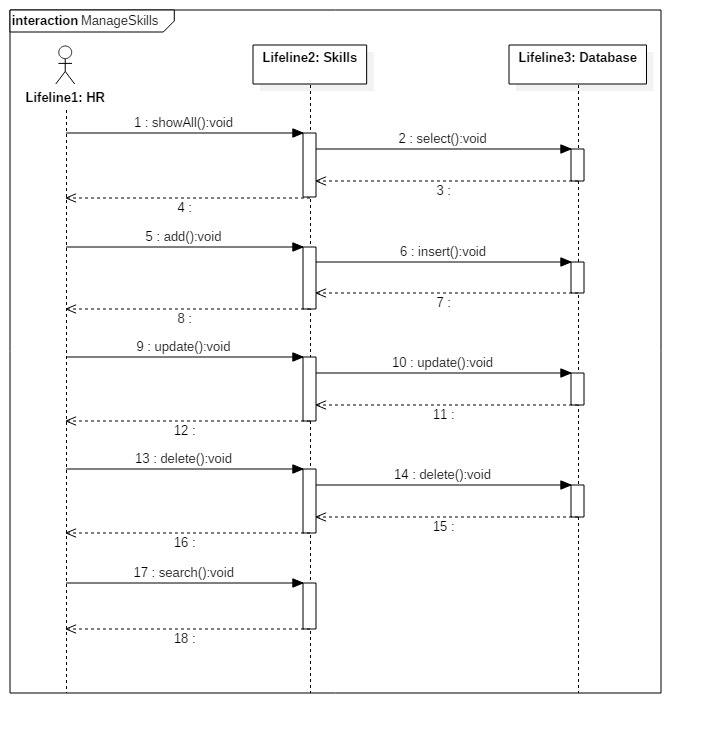 interaction ManageSkills
Lifeline1: HR
Lifeline2: Skills
Lifeline3: Database
1 : showAll():void
2 : select():void
3 :
4 :
5 : add():void
6 : insert():void
7 :
8 :
9 : update():void
10 : update():void
11 :
12 :
13 : delete():void
14 : delete():void
15 :
16 :
17 : search():void
18 :